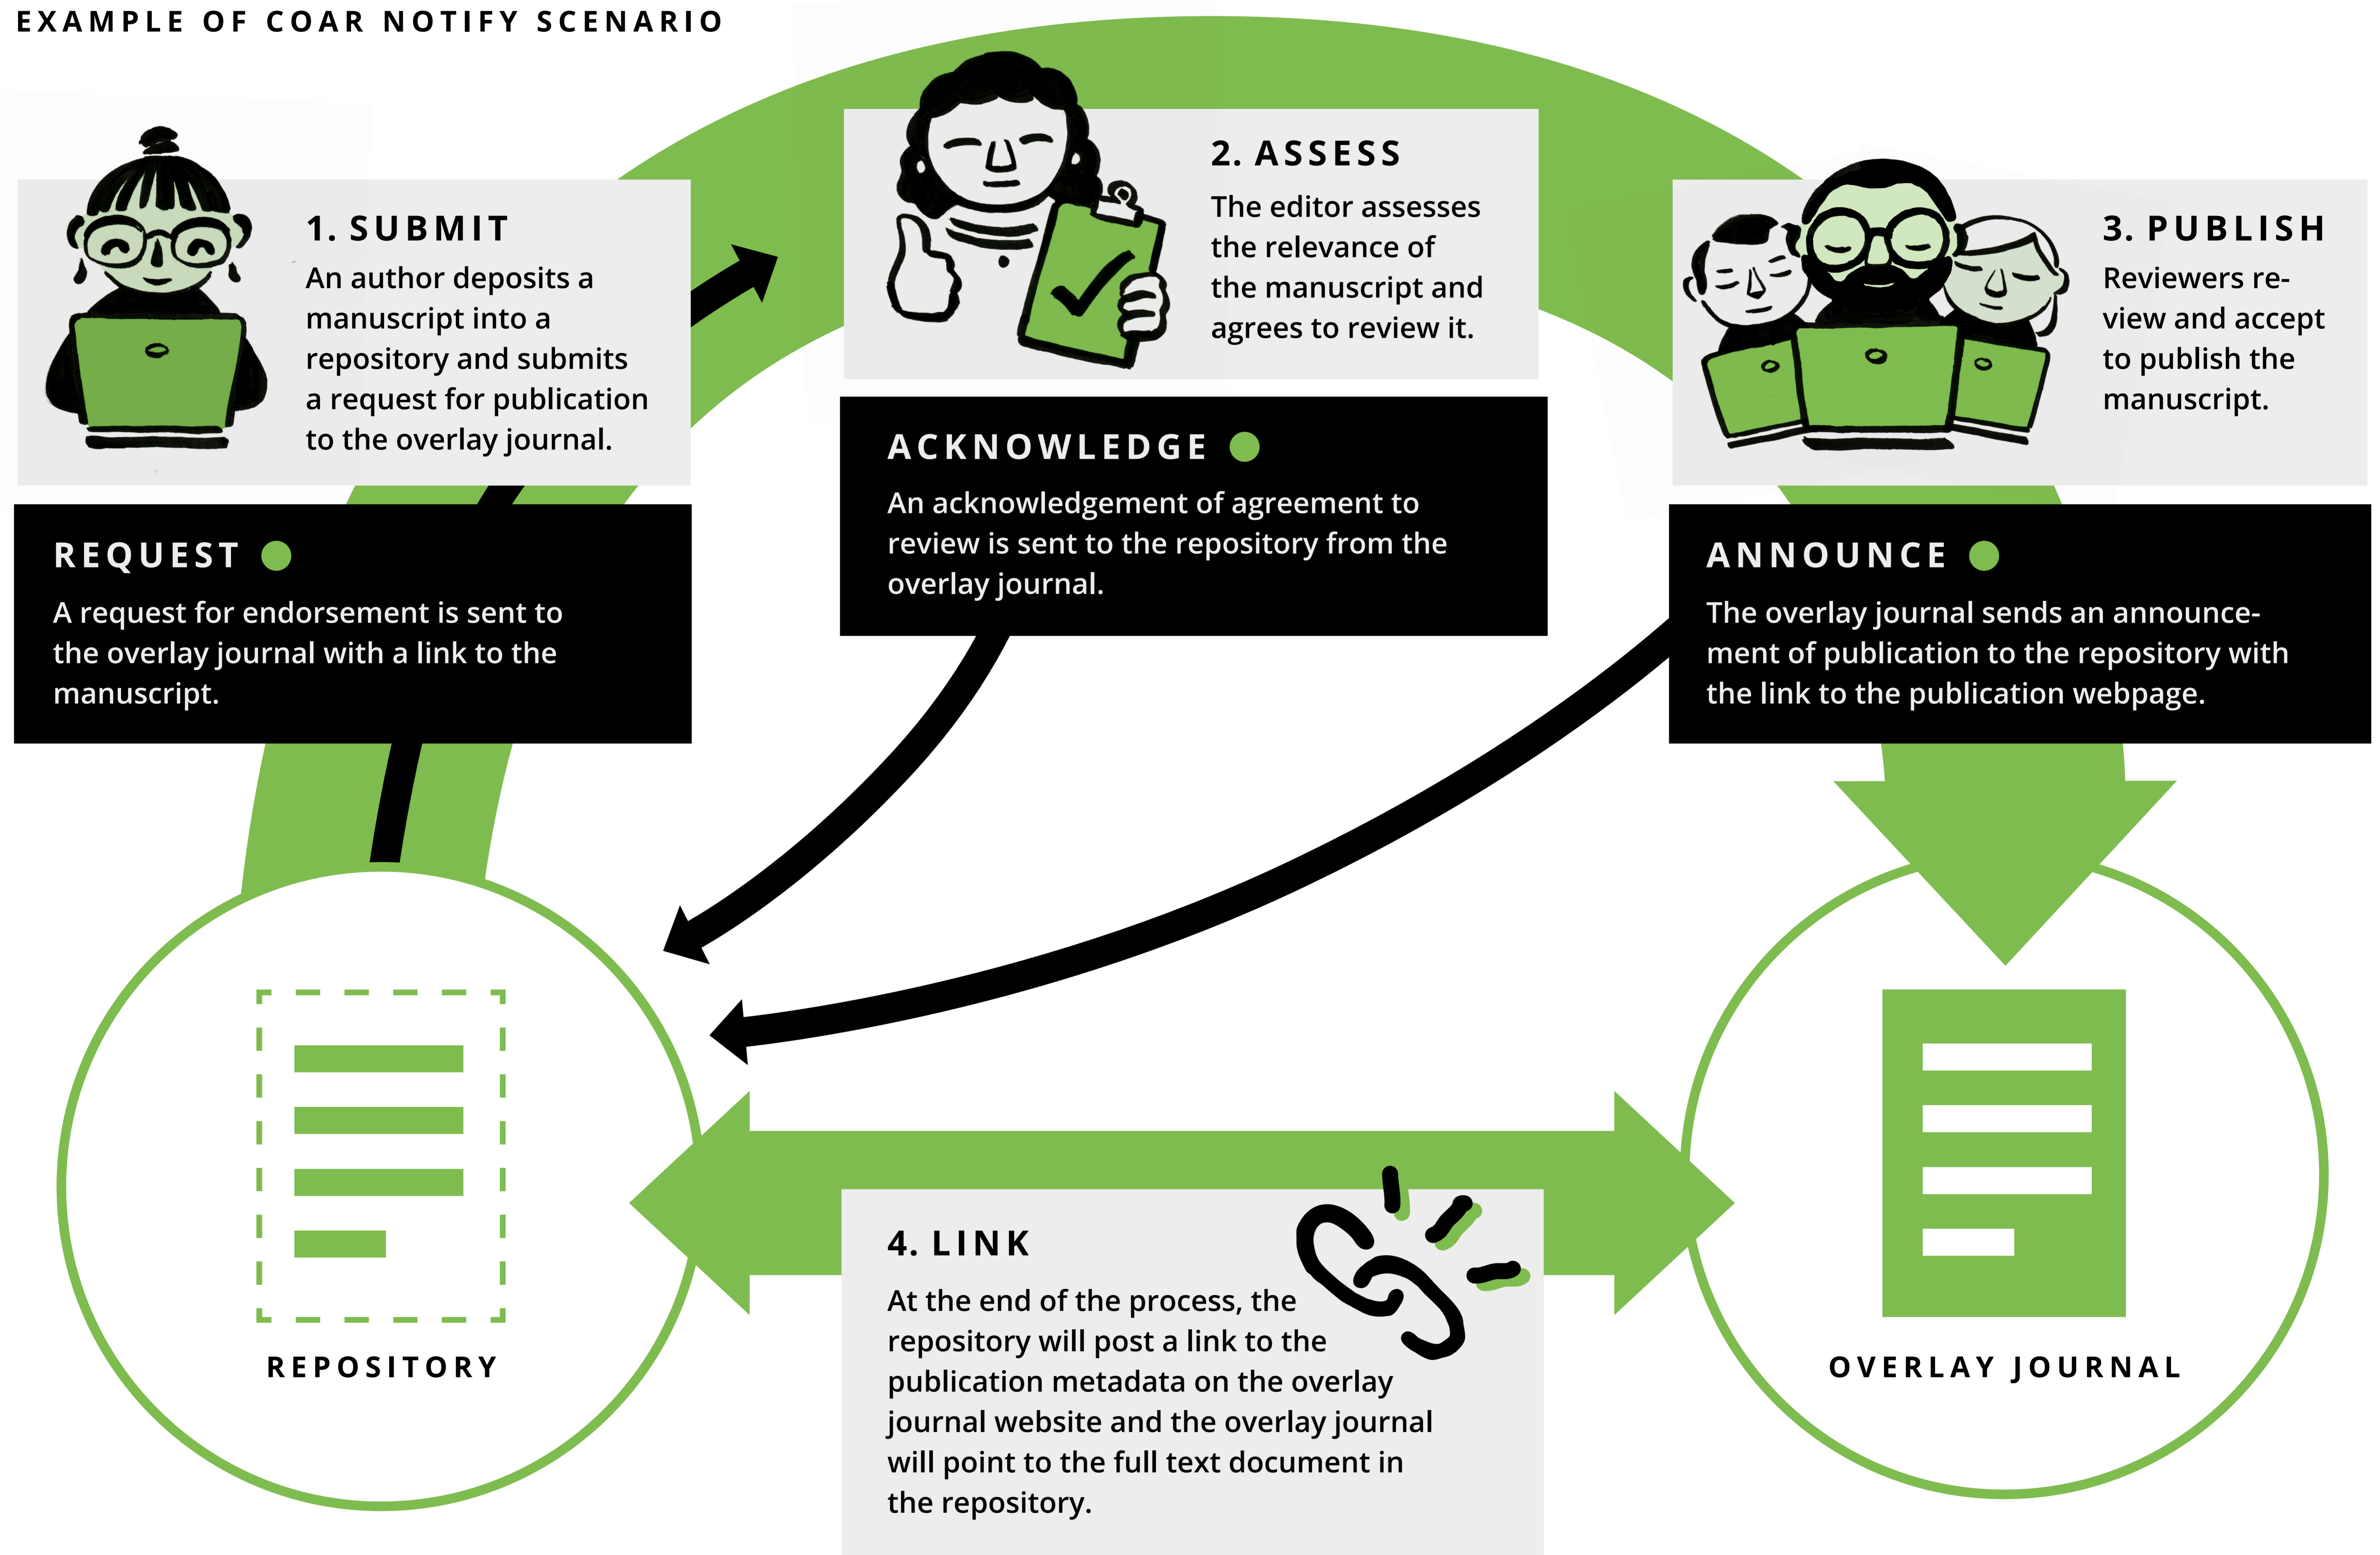 EXAMPLE OF COAR NOTIFY SCENARIO
1. SUBMIT
An author deposits a
manuscript into a
repository and submits
a request for publication
to the overlay journal.
REQUEST
A request for endorsement is sent to
the overlay journal with a link to the
manuscript.
2. ASSESS
The editor assesses
the relevance of
the manuscript and
agrees to review it.
ACKNOWLEDGE
An acknowledgement of agreement to
review is sent to the repository from the
overlay journal.
3. PUBLISH
Reviewers re-
view and accept
to publish the
manuscript.
ANNOUNCE
The overlay journal sends an announce-
ment of publication to the repository with
the link to the publication webpage.
4. LINK
At the end of the process, the
repository will post a link to the
publication metadata on the overlay
journal website and the overlay journal
will point to the full text document in
the repository.
REPOSITORY
OVERLAY JOURNAL